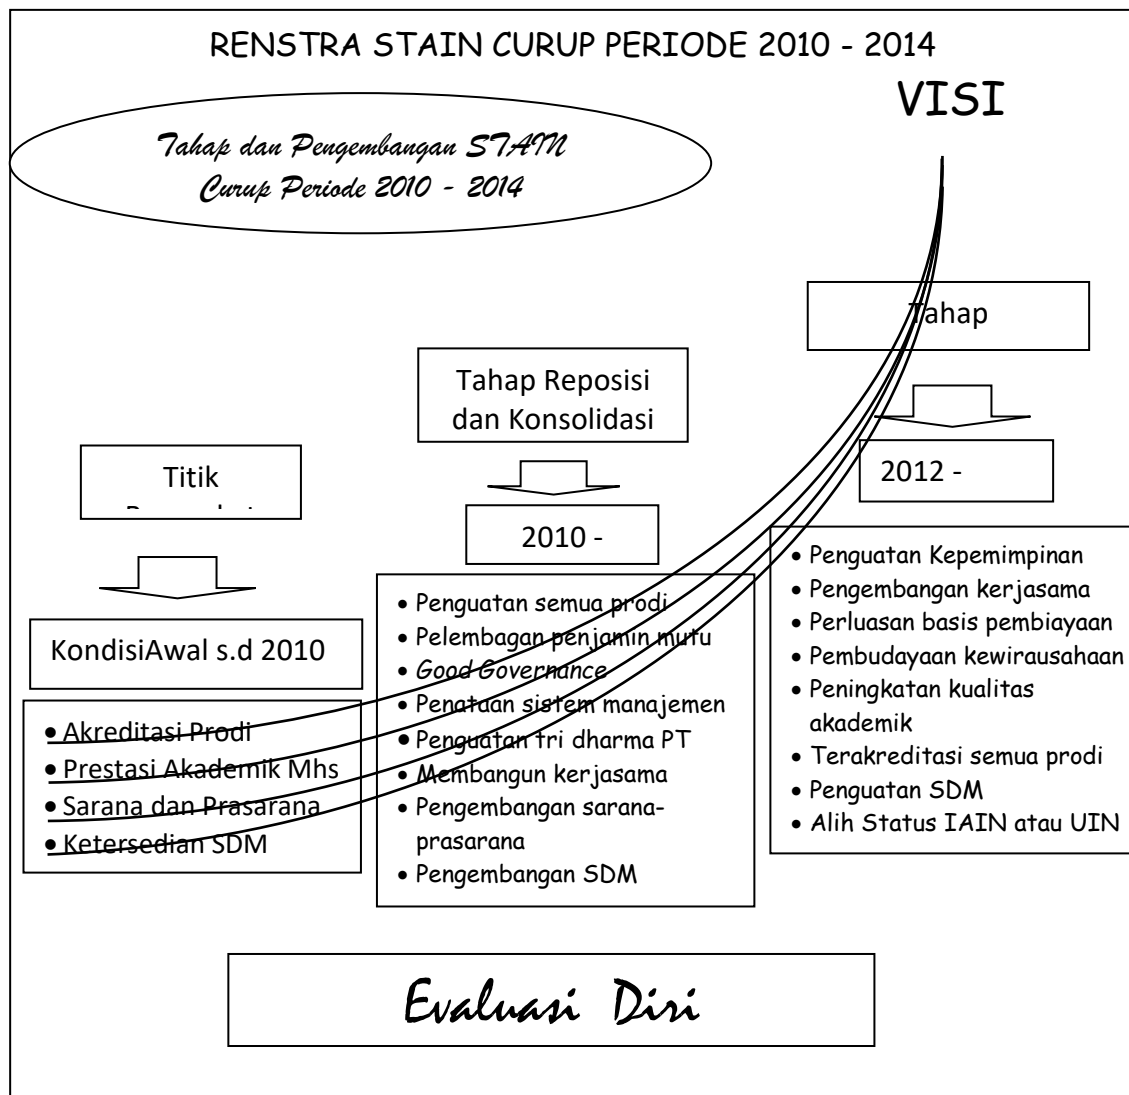 RENSTRA STAIN CURUP PERIODE 2010 - 2014
VISI
Tahap dan Pengembangan STAIN
Curup Periode 2010 - 2014
Titik
KondisiAwal s.d 2010
• Akreditasi Prodi
• Prestasi Akademik Mhs
• Sarana dan Prasarana
• Ketersedian SDM
Tahap Reposisi
dan Konsolidasi
2010 -
• Penguatan semua prodi
• Pelembagan penjamin mutu
• Good Governance
• Penataan sistem manajemen
• Penguatan tri dharma PT
• Membangun kerjasama
• Pengembangan sarana-
prasarana
• Pengembangan SDM
Tahap
2012 -
• Penguatan Kepemimpinan
• Pengembangan kerjasama
• Perluasan basis pembiayaan
• Pembudayaan kewirausahaan
• Peningkatan kualitas
akademik
• Terakreditasi semua prodi
• Penguatan SDM
• Alih Status IAIN atau UIN
Evaluasi Diri